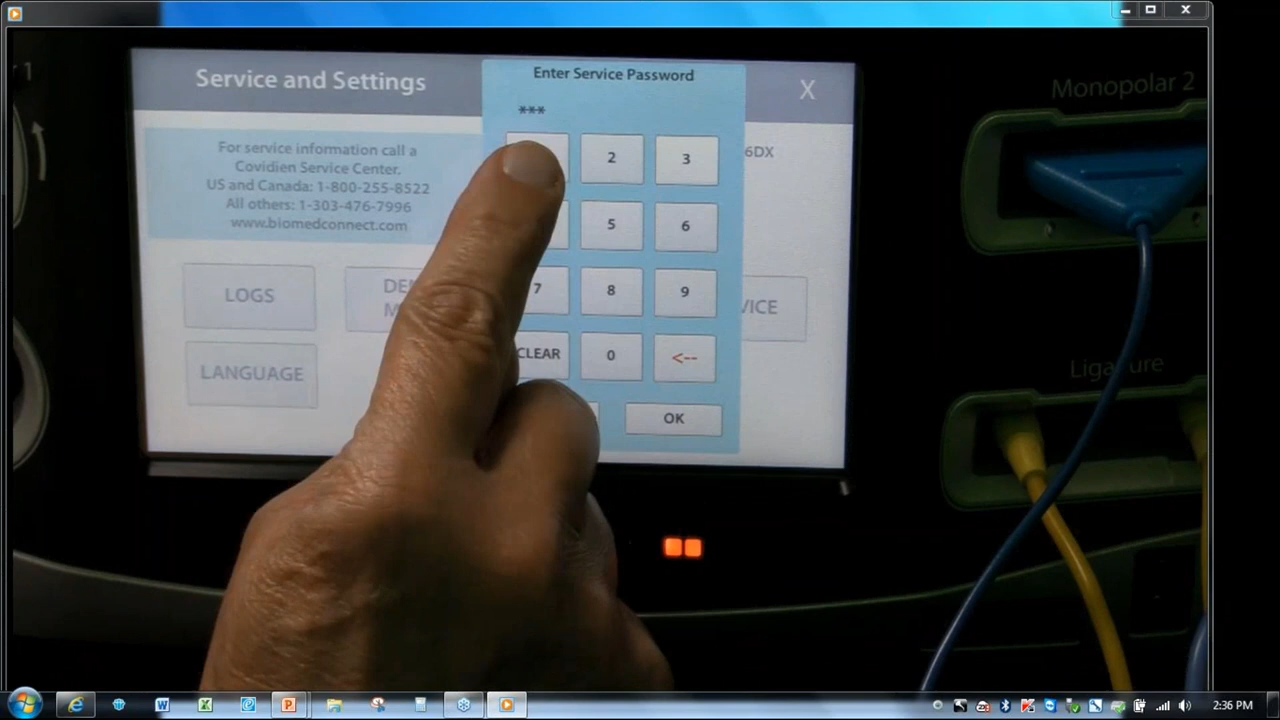 Service and Settings
X
For service information call a
Covidien Service Center.
US and Canada: 1-800-255-8522
All others: 1-303-476-7996
www.biomedconnect.com
LOGS
LANGUAGE
Enter Service Password
***
2 3
5 6
7 8 9
CLEAR 0 <--
OK
6DX
VICE
Monopolar 2
2:36 PM